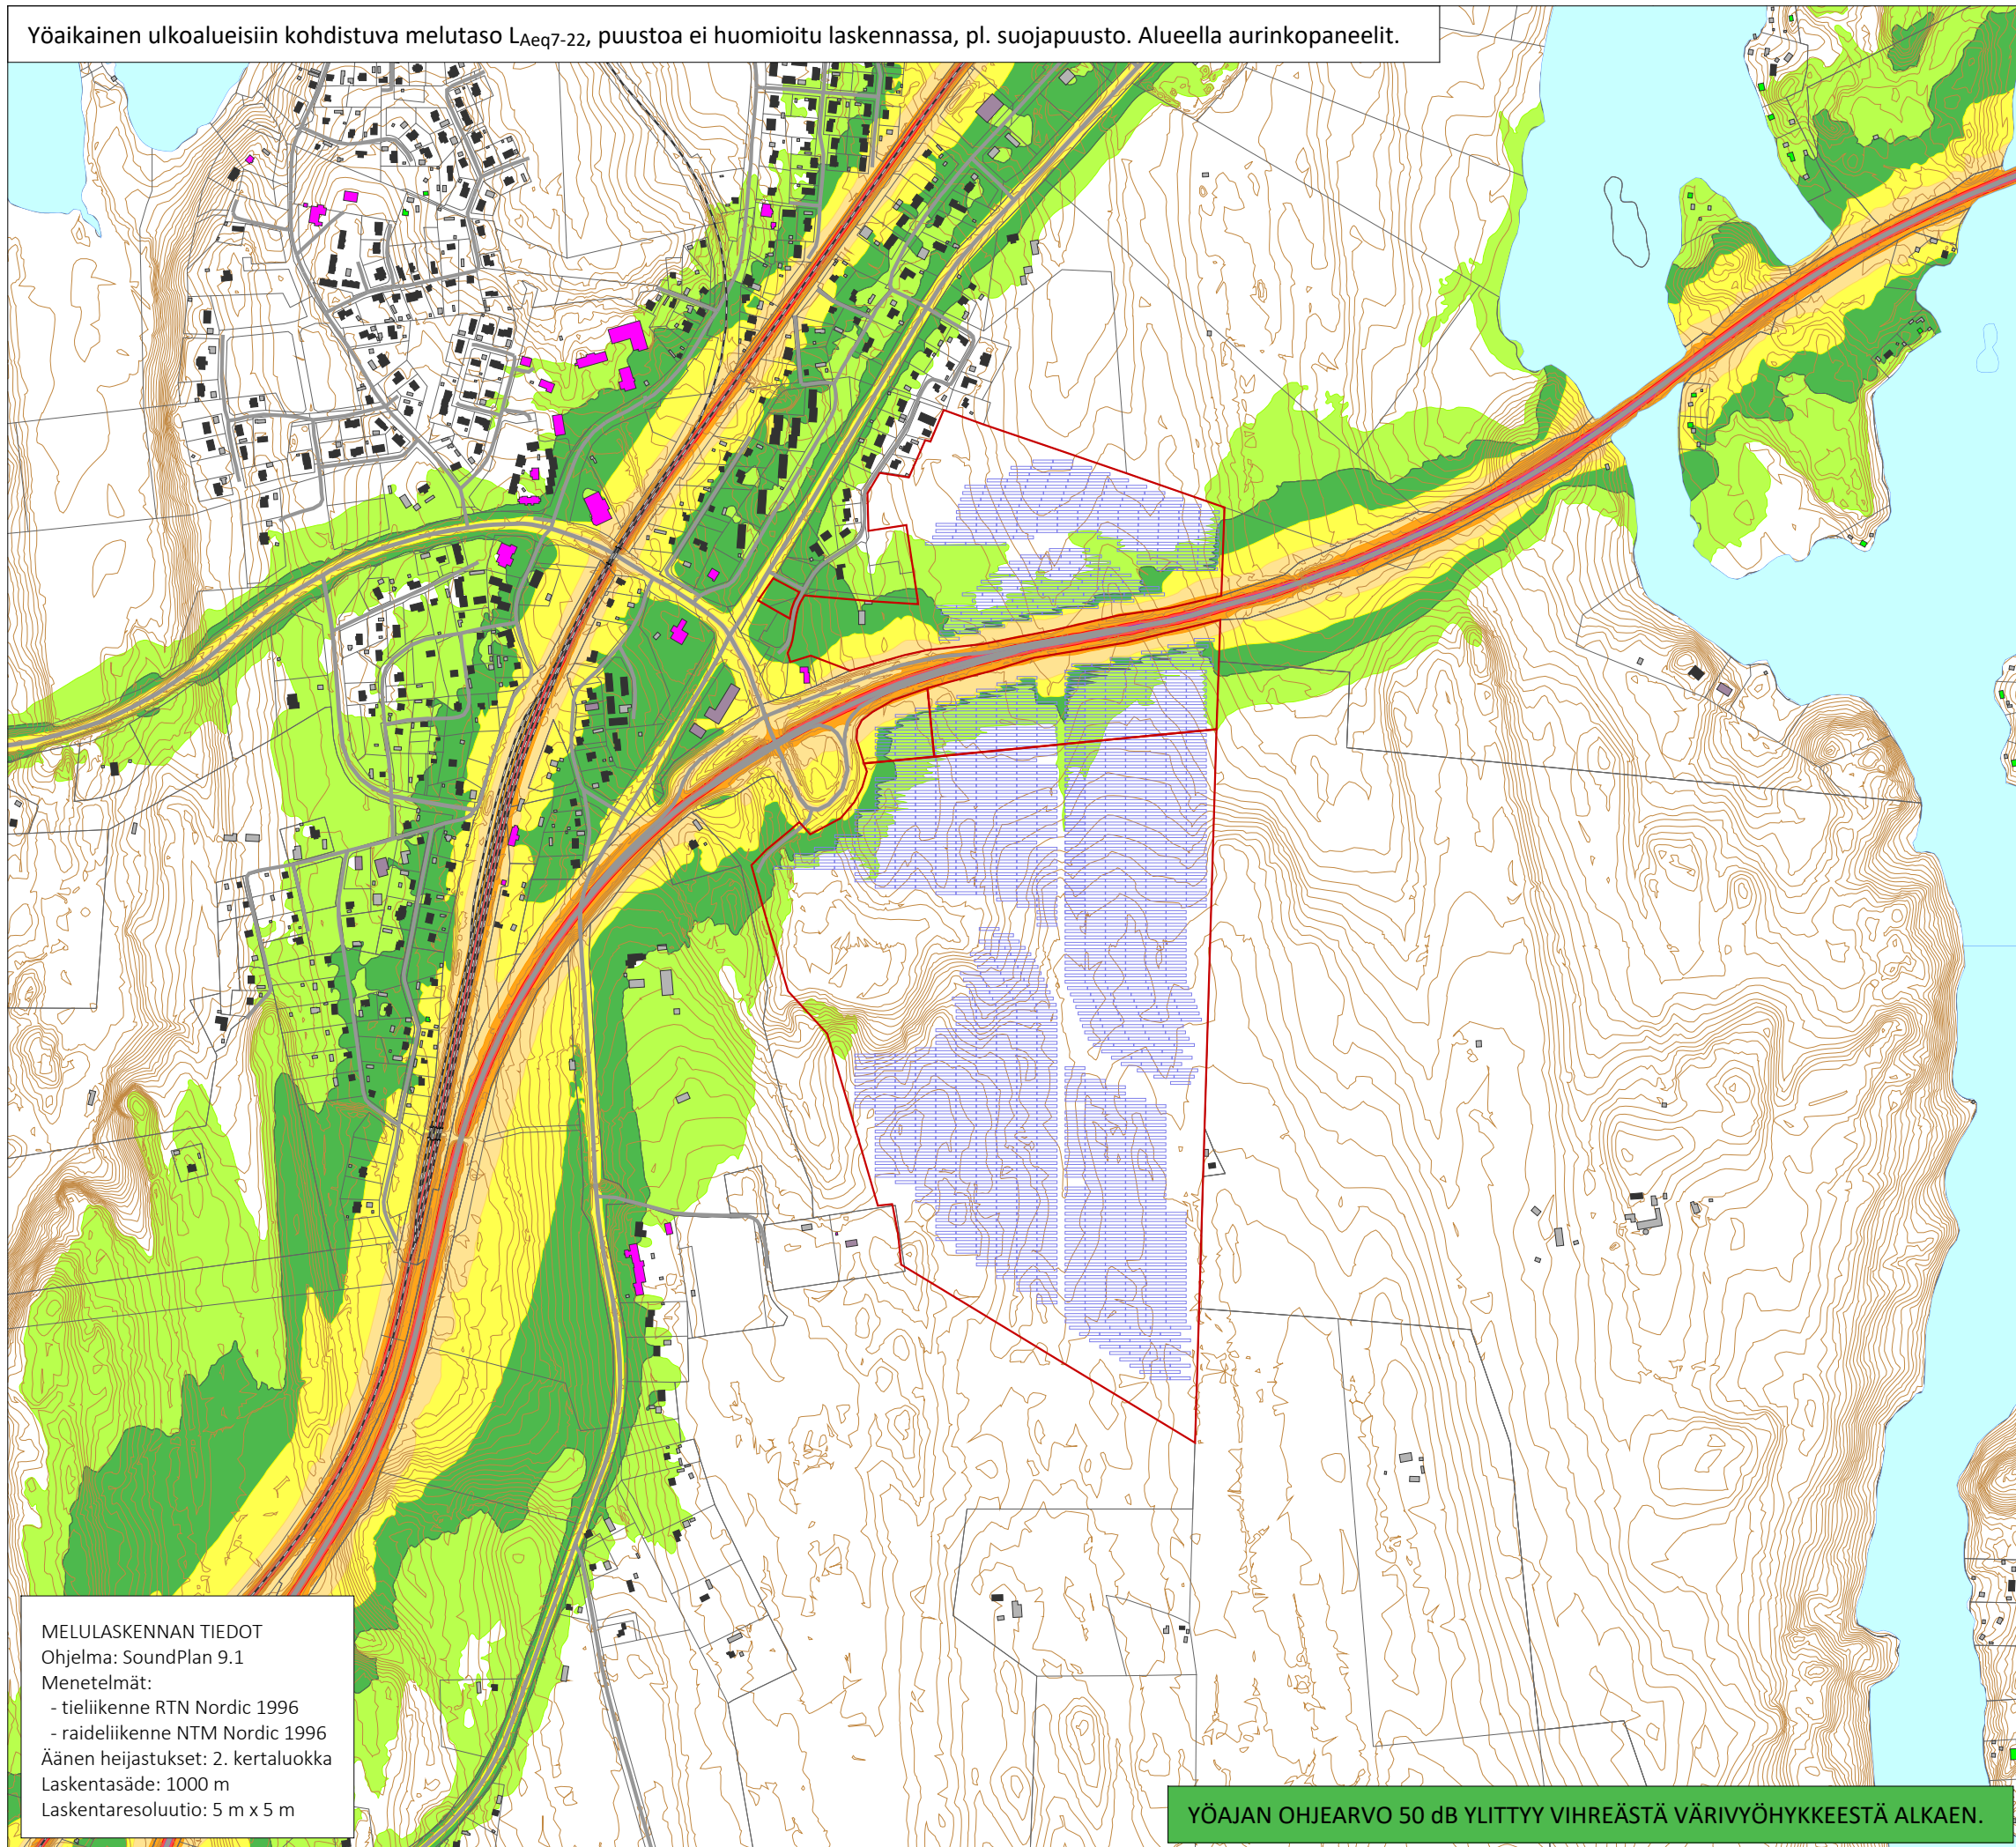 Yöaikainen ulkoalueisiin kohdistuva melutaso LAeq7-22, puustoa ei huomioitu laskennassa, pl. suojapuusto. Alueella aurinkopaneelit.
MELULASKENNAN TIEDOT
Ohjelma: SoundPlan 9.1
Menetelmät:
- tieliikenne RTN Nordic 1996
- raideliikenne NTM Nordic 1996
Äänen heijastukset: 2. kertaluokka
Laskentasäde: 1000 m
Laskentaresoluutio: 5 m x 5 m
YÖAJAN OHJEARVO 50 dB YLITTYY VIHREÄSTÄ VÄRIVYÖHYKKEESTÄ ALKAEN.